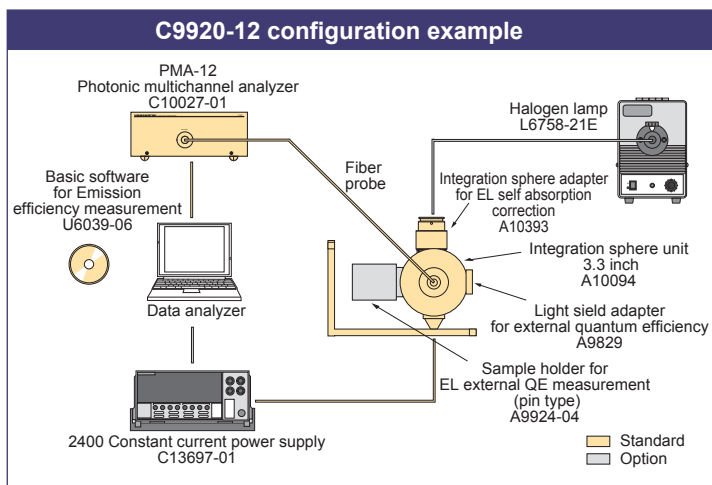 C9920-12 configuration example
PMA-12
Photonic multichannel analyzer
C10027-01
Halogen lamp
L6758-21E
Fiber
probe
Basic software
for Emission
efficiency measurement
U6039-06
Integration sphere adapter
for EL self absorption
correction
A10393
Integration sphere unit
3.3 inch
A10094
Data analyzer
Light sield adapter
for external quantum efficiency
A9829
Sample holder for
EL external QE measurement
(pin type)
A9924-04
2400 Constant current power supply
C13697-01
Standard
Option